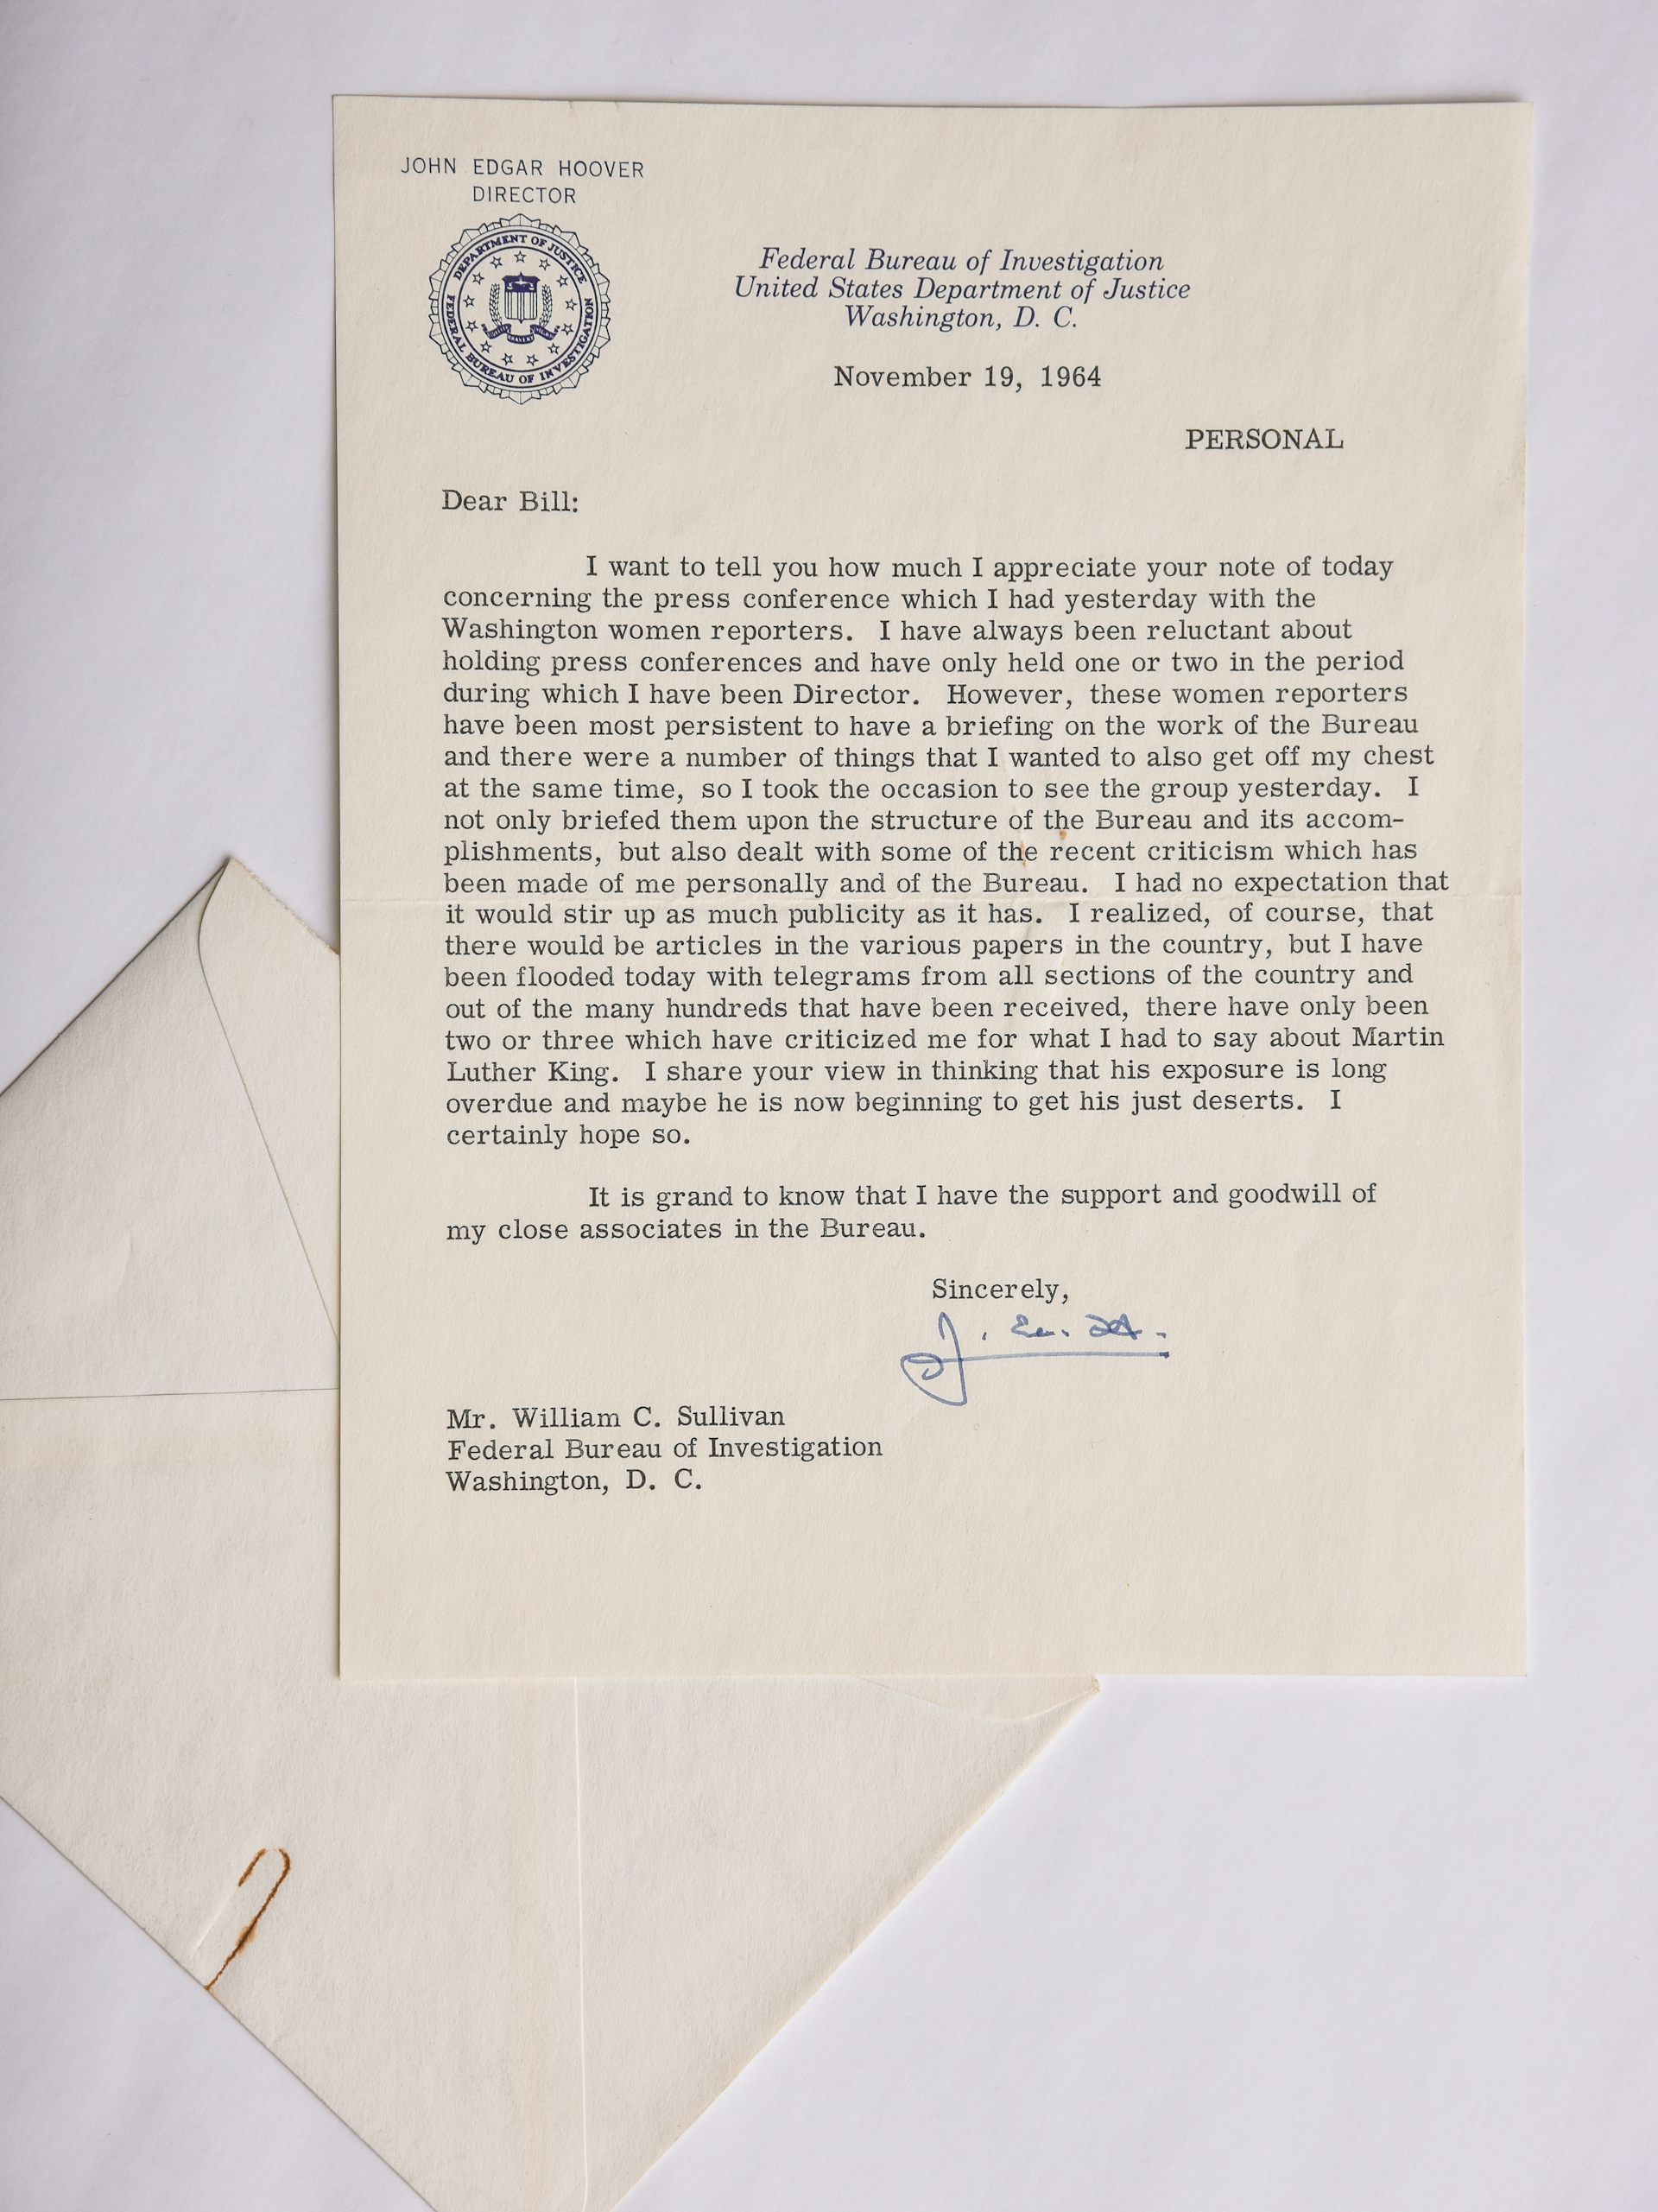 JOHN EDGAR HOOVER
DIRECTOR
DEPARTMENT OF JUSTICE
FEDERAL BUREAU OF INVESTIGATION
Federal Bureau of Investigation
United States Department of Justice
Washington, D. C.
November 19, 1964
PERSONAL
Dear Bill:
I want to tell you how much I appreciate your note of today
concerning the press conference which I had yesterday with the
Washington women reporters. I have always been reluctant about
holding press conferences and have only held one or two in the period
during which I have been Director. However, these women reporters
have been most persistent to have a briefing on the work of the Bureau
and there were a number of things that I wanted to also get off my chest
at the same time, so I took the occasion to see the group yesterday. I
not only briefed them upon the structure of the Bureau and its accom-
plishments, but also dealt with some of the recent criticism which has
been made of me personally and of the Bureau. I had no expectation that
it would stir up as much publicity as it has. I realized, of course, that
there would be articles in the various papers in the country, but I have
been flooded today with telegrams from all sections of the country and
out of the many hundreds that have been received, there have only been
two or three which have criticized me for what I had to say about Martin
Luther King. I share your view in thinking that his exposure is long
overdue and maybe he is now beginning to get his just deserts. I
certainly hope so.
It is grand to know that I have the support and goodwill of
my close associates in the Bureau.
Sincerely,
Mr. William C. Sullivan
Federal Bureau of Investigation
Washington, D. C.